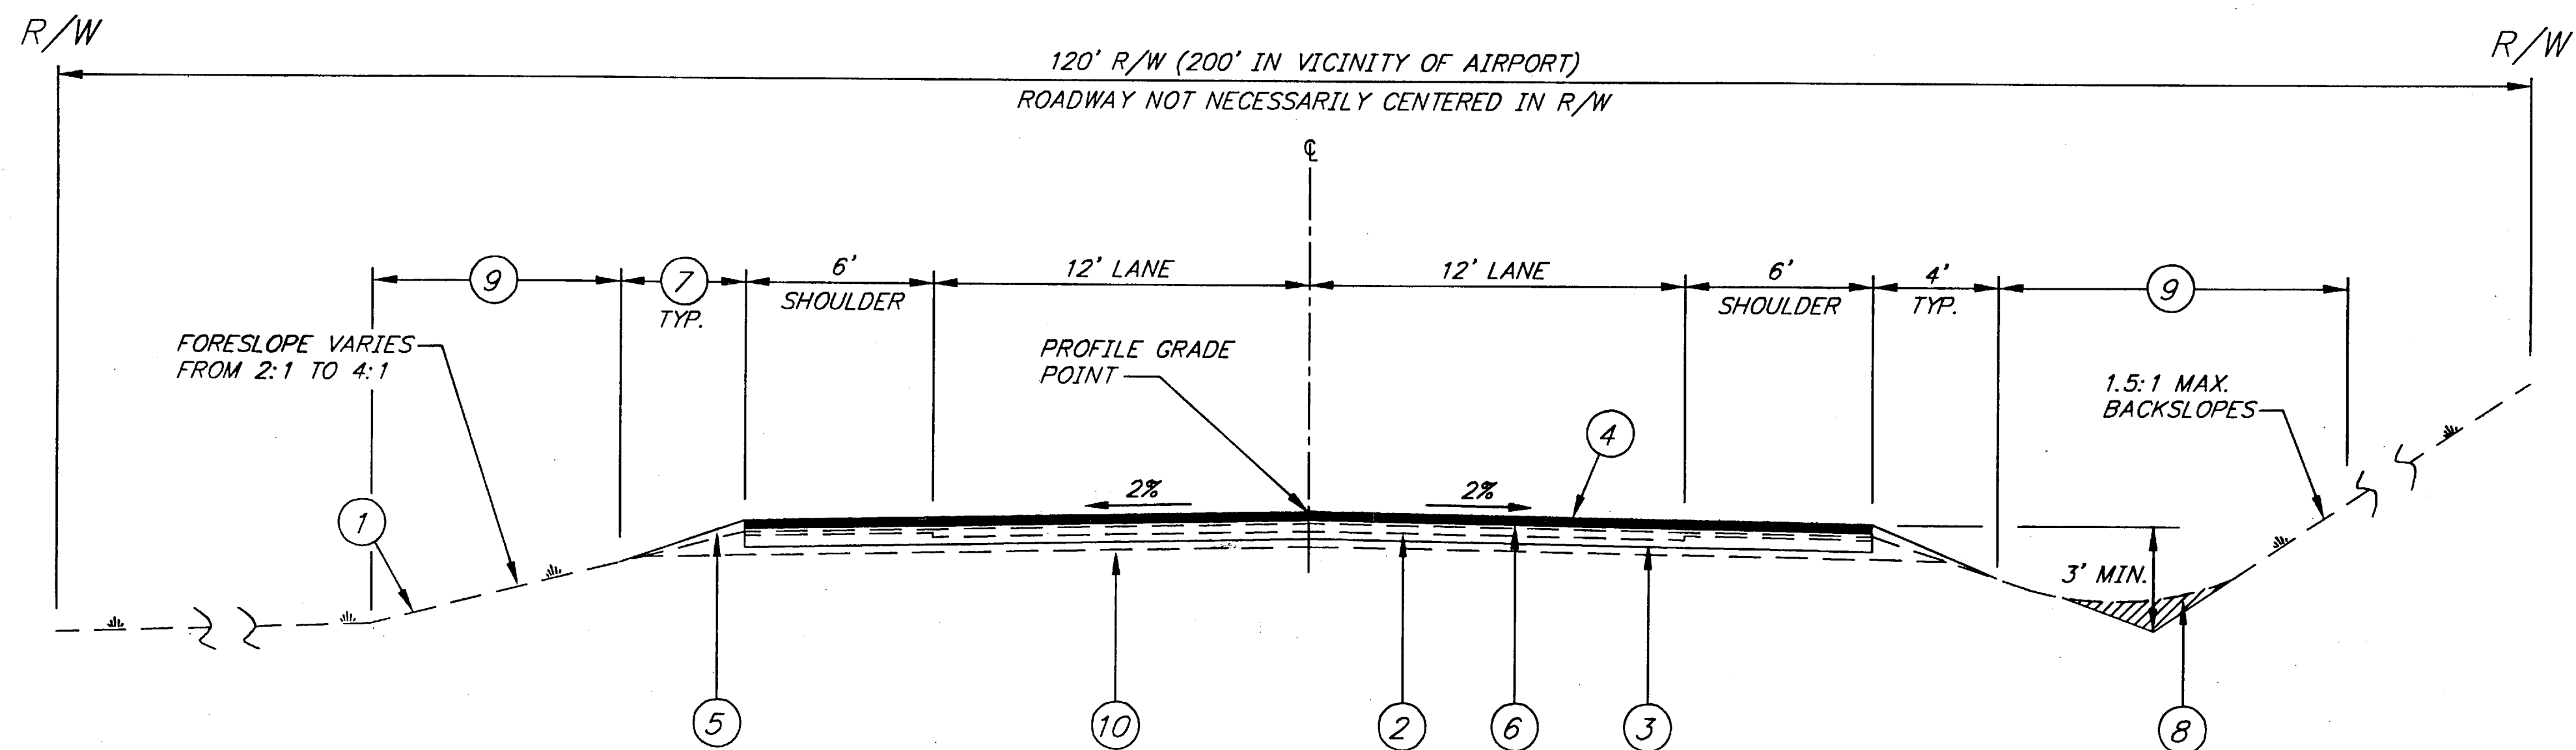 R/W
R/W
120' R/W (200' IN VICINITY OF AIRPORT)
ROADWAY NOT NECESSARILY CENTERED IN R/W
℄
9
7
TYP.
6'
SHOULDER
12' LANE
12' LANE
6'
SHOULDER
4'
TYP.
9
FORESLOPE VARIES
FROM 2:1 TO 4:1
PROFILE GRADE
POINT
1.5:1 MAX.
BACKSLOPES
4
1
2%
2%
3' MIN.
5
10
2
6
3
8